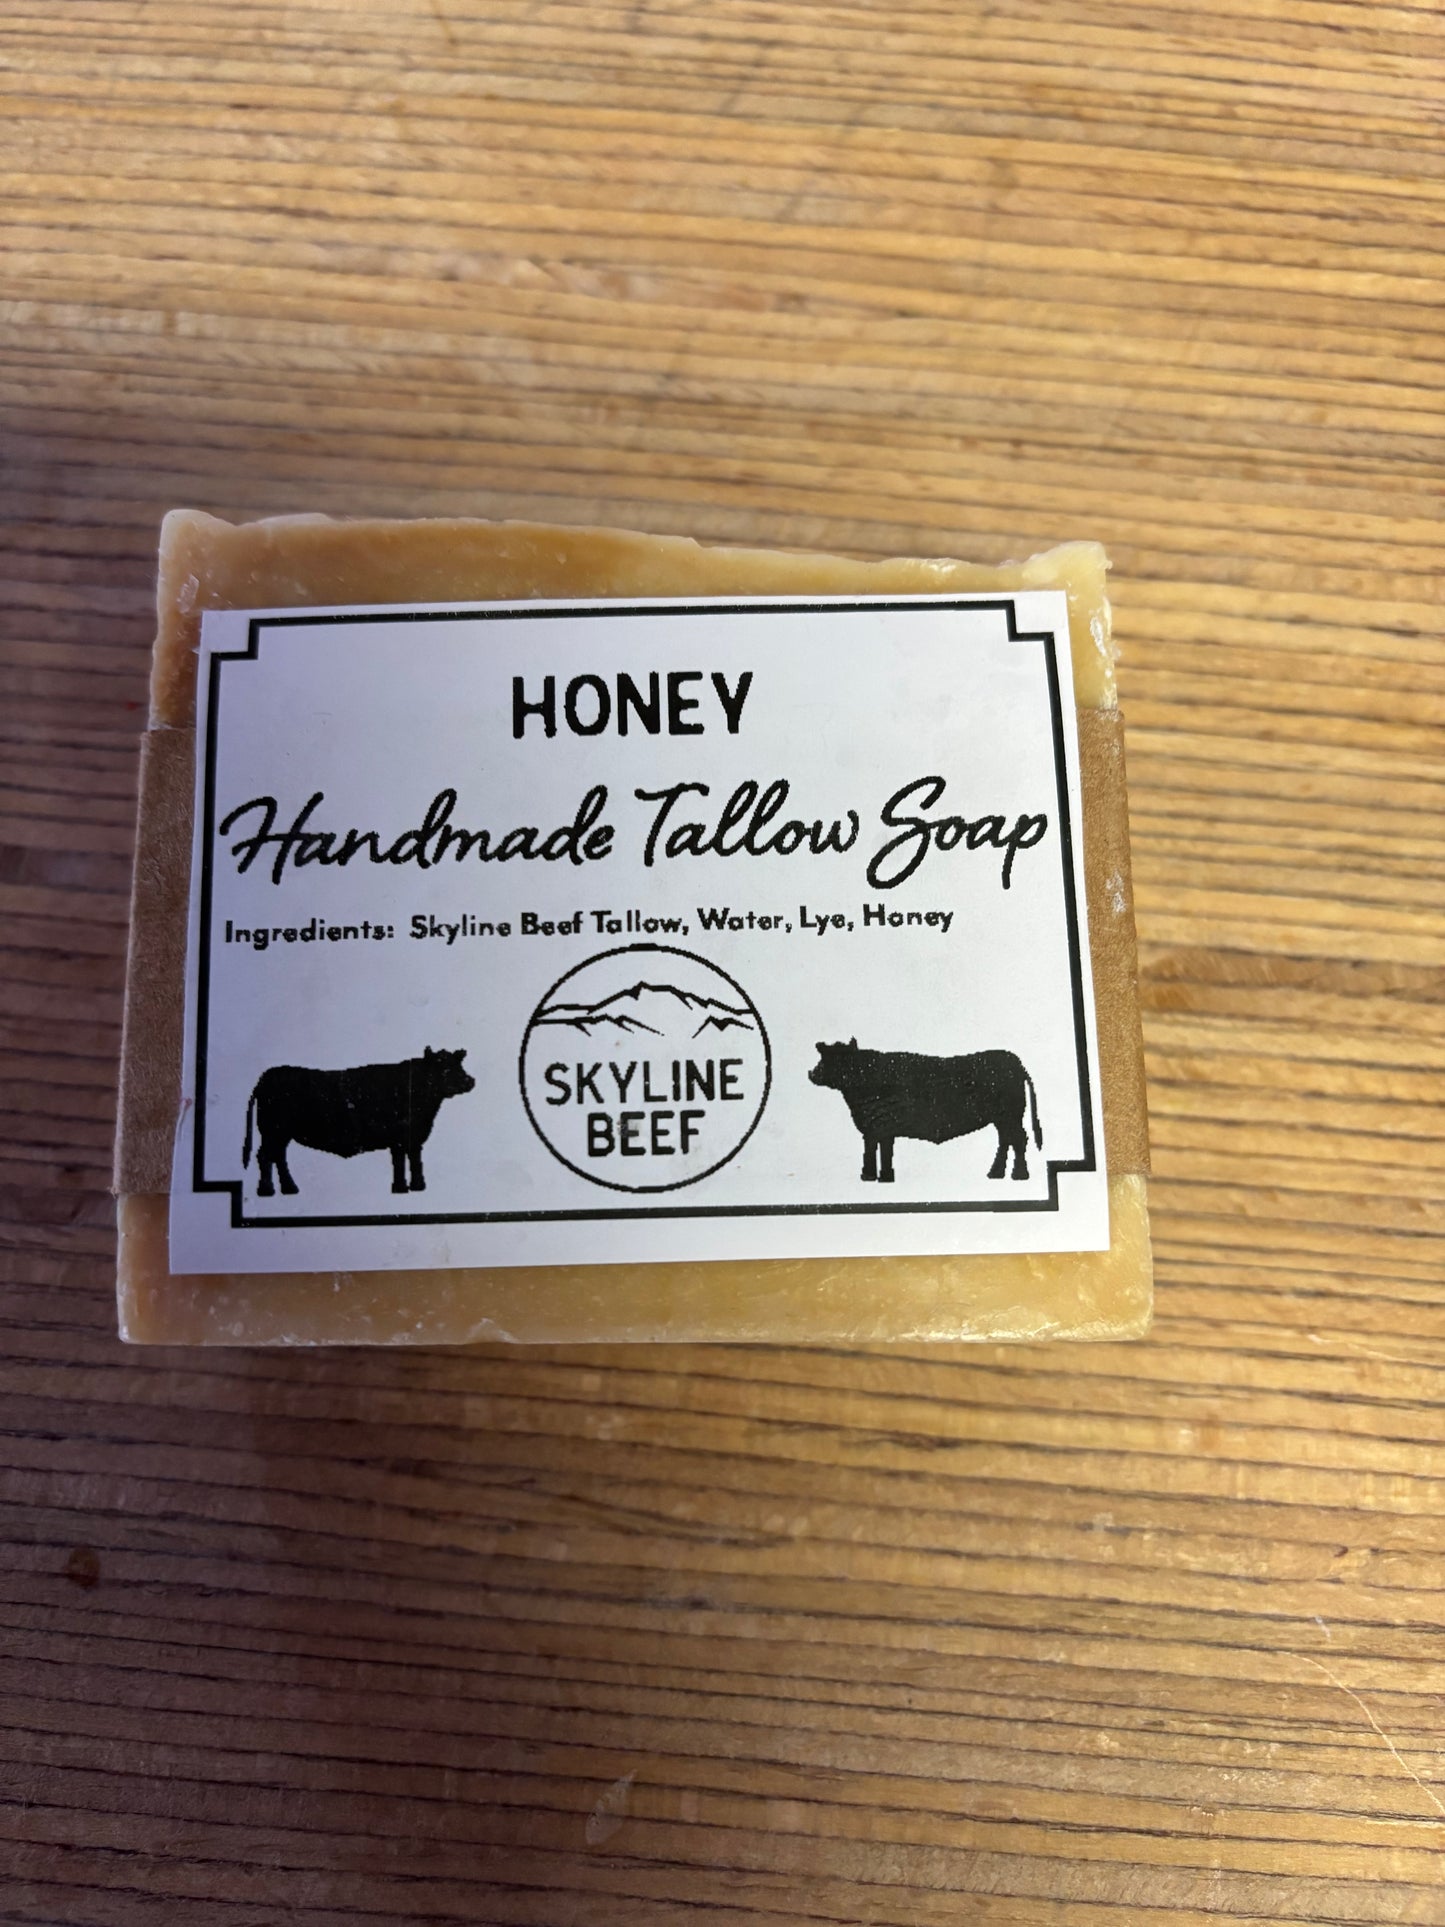 HONEY
Handmade Tallow Soap
Ingredients: Skyline Beef Tallow, Water, Lye, Honey
SKYLINE
BEEF